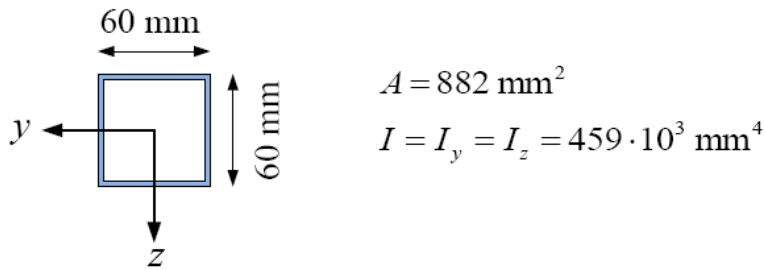 60 mm
60 mm
y
z
A = 882 mm²
I = I_y = I_z = 459·10³ mm⁴